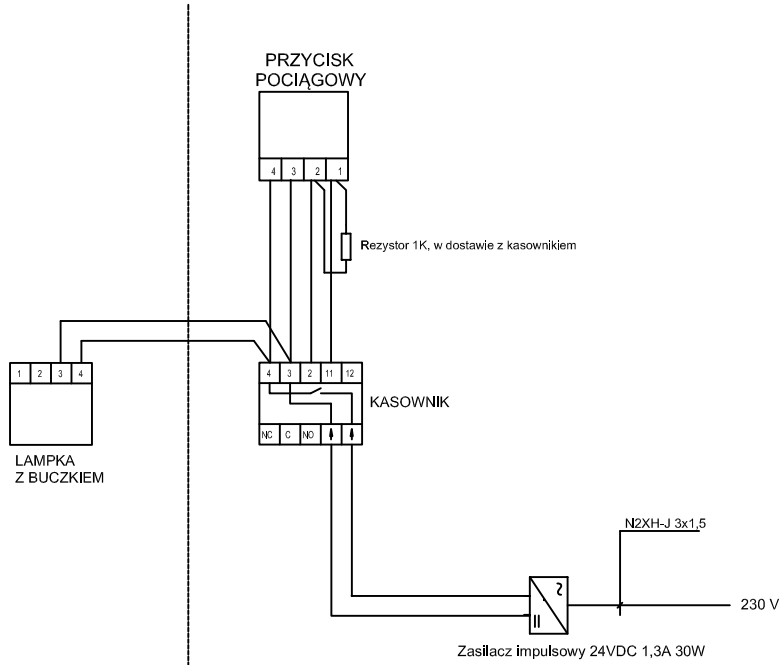 PRZYCISK
POCIĄGOWY
4 3 2 1
Rezystor 1K, w dostawie z kasownikiem
1 2 3 4
4 3 2 11 12
KASOWNIK
NC C NO
LAMPKA
Z BUCZKIEM
N2XH-J 3x1,5
230 V
Zasilacz impulsowy 24VDC 1,3A 30W